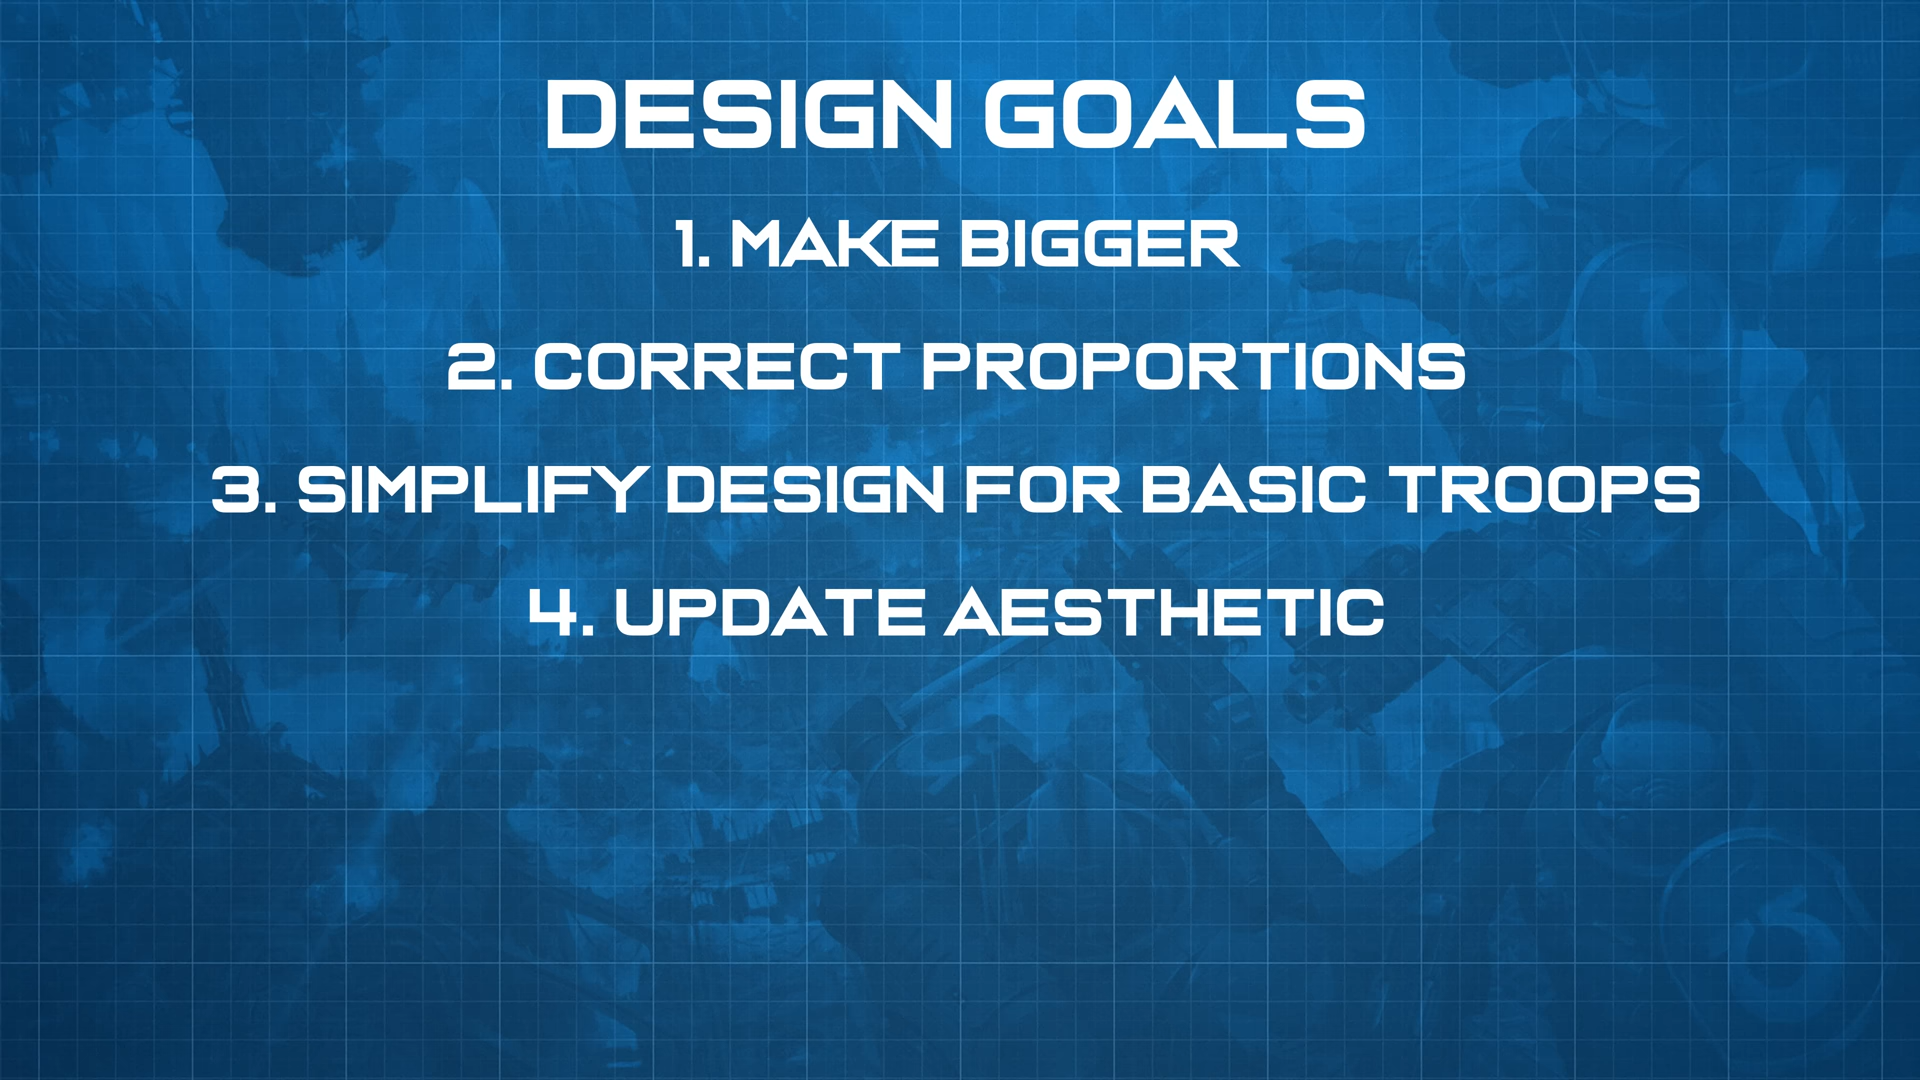 DESIGN GOALS
1. MAKE BIGGER
2. CORRECT PROPORTIONS
3. SIMPLIFY DESIGN FOR BASIC TROOPS
4. UPDATE AESTHETIC